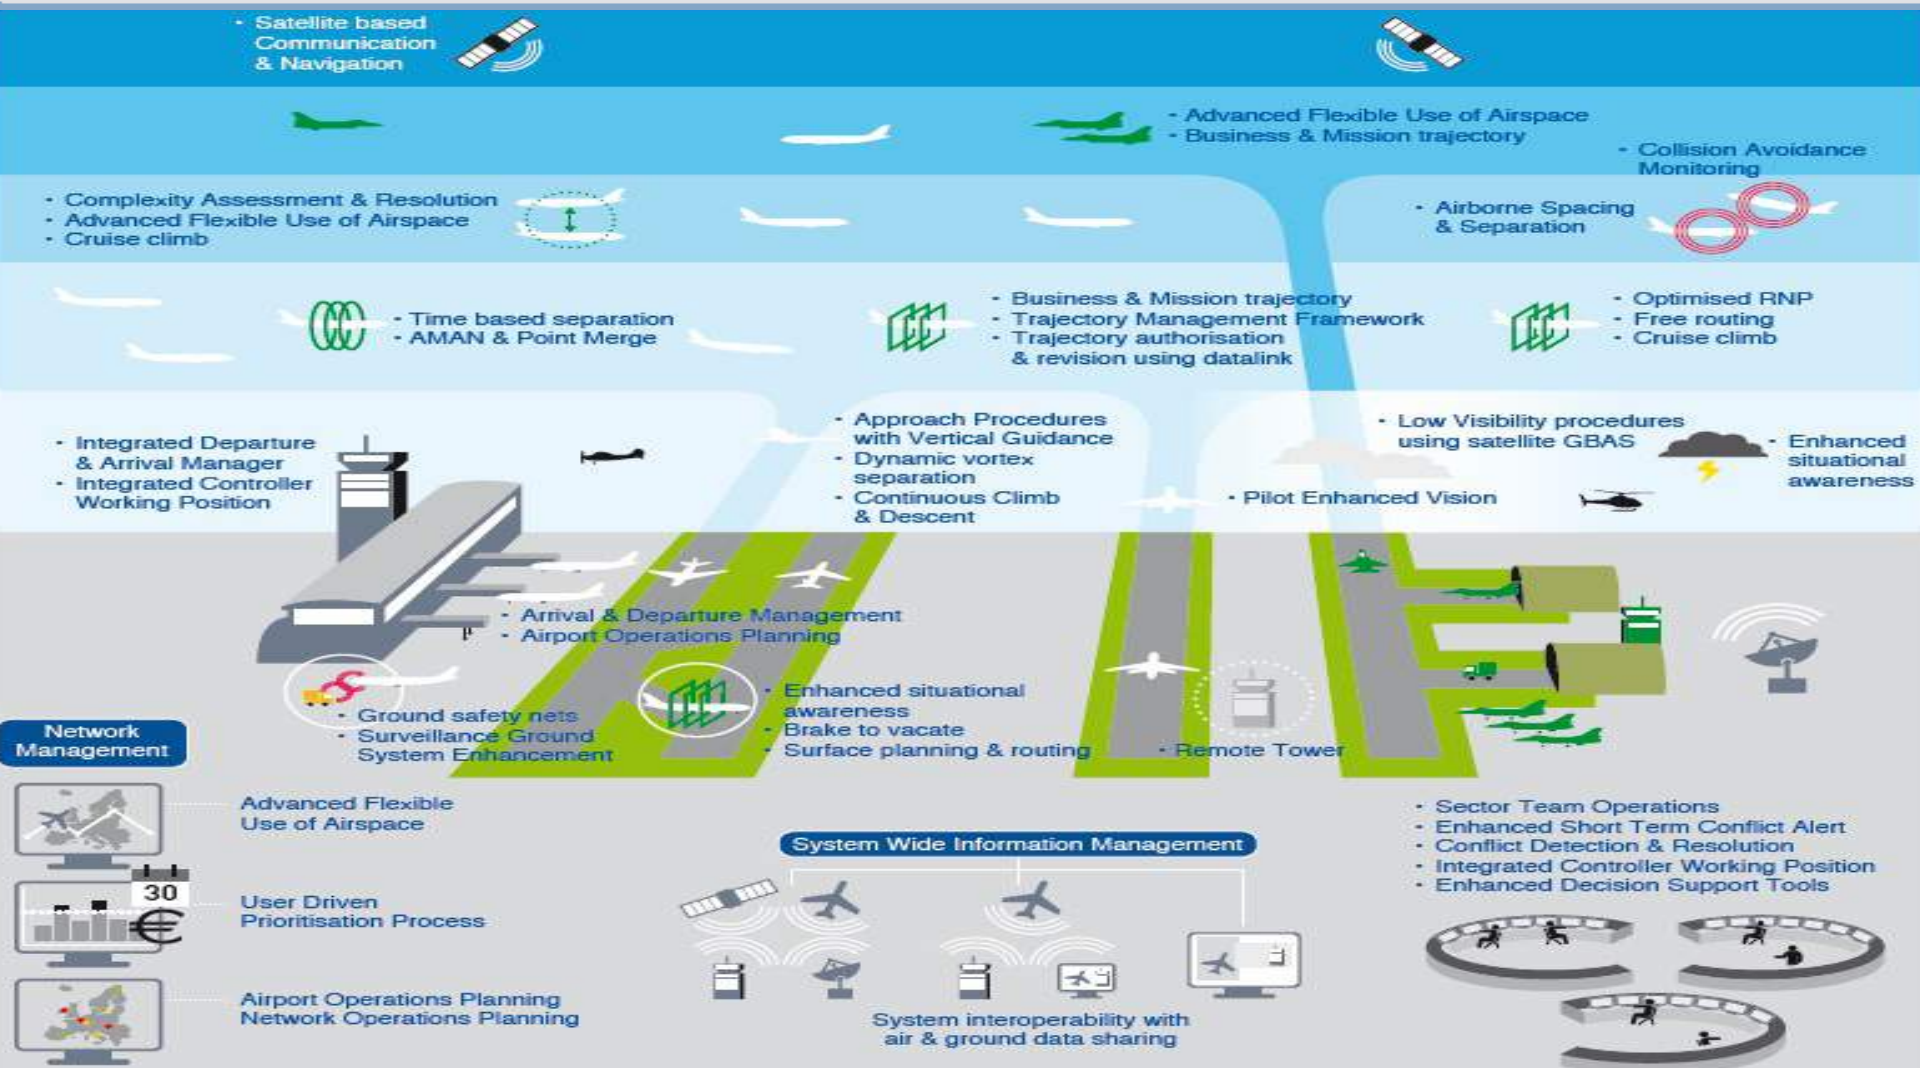 • Satellite based
Communication
& Navigation
• Advanced Flexible Use of Airspace
• Business & Mission trajectory
• Collision Avoidance
Monitoring
• Complexity Assessment & Resolution
• Advanced Flexible Use of Airspace
• Cruise climb
• Airborne Spacing
& Separation
• Time based separation
• AMAN & Point Merge
• Business & Mission trajectory
• Trajectory Management Framework
• Trajectory authorisation
& revision using datalink
• Optimised RNP
• Free routing
• Cruise climb
• Integrated Departure
& Arrival Manager
• Integrated Controller
Working Position
• Approach Procedures
with Vertical Guidance
• Dynamic vortex
separation
• Continuous Climb
& Descent
• Low Visibility procedures
using satellite GBAS
• Enhanced
situational
awareness
• Pilot Enhanced Vision
• Arrival & Departure Management
• Airport Operations Planning
• Ground safety nets
• Surveillance Ground
System Enhancement
• Enhanced situational
awareness
• Brake to vacate
• Surface planning & routing
• Remote Tower
Network
Management
Advanced Flexible
Use of Airspace
30
€
User Driven
Prioritisation Process
Airport Operations Planning
Network Operations Planning
System Wide Information Management
System interoperability with
air & ground data sharing
• Sector Team Operations
• Enhanced Short Term Conflict Alert
• Conflict Detection & Resolution
• Integrated Controller Working Position
• Enhanced Decision Support Tools